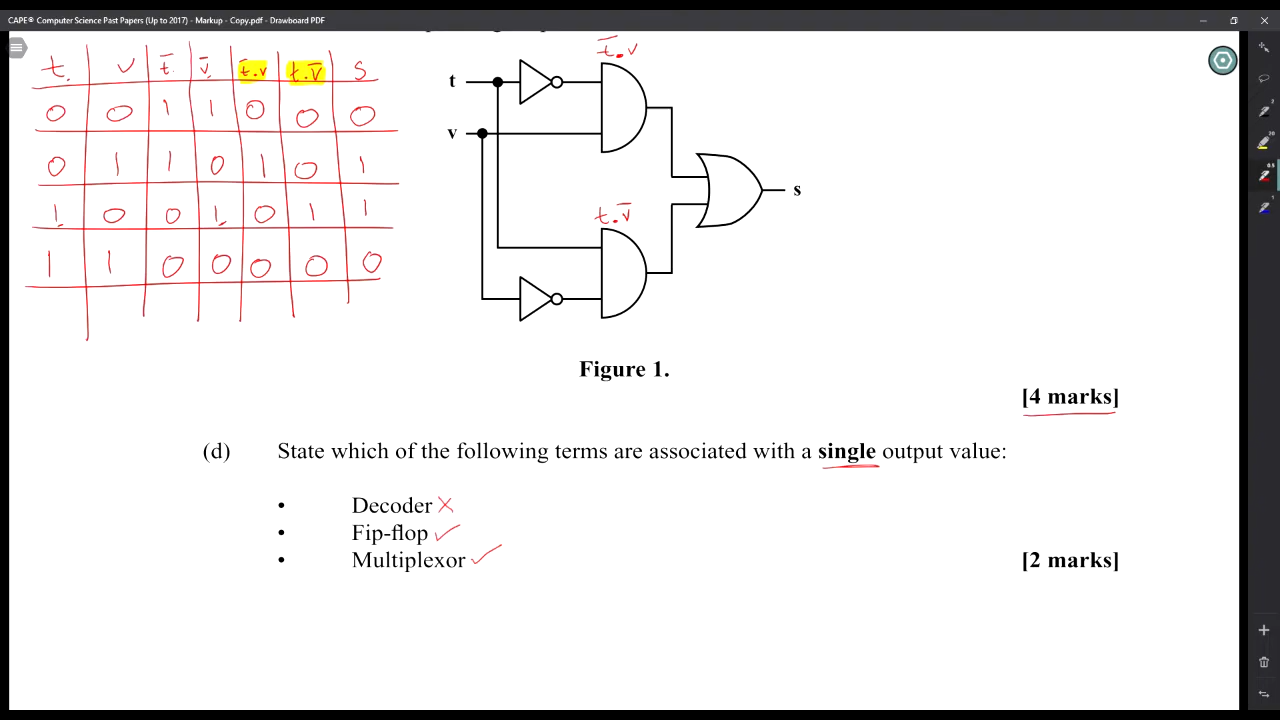 CAPE® Computer Science Past Papers (Up to 2017) - Markup - Copy.pdf - Drawboard PDF
t v t̄ v̄ t̄.v t.v̄ s
0 0 1 1 0 0 0
0 1 1 0 1 0 1
1 0 0 1 0 1 1
1 1 0 0 0 0 0
t̄.v
t
v
s
t.v̄
Figure 1.
[4 marks]
(d) State which of the following terms are associated with a single output value:
• Decoder ✗
• Fip-flop ✓
• Multiplexor ✓ [2 marks]